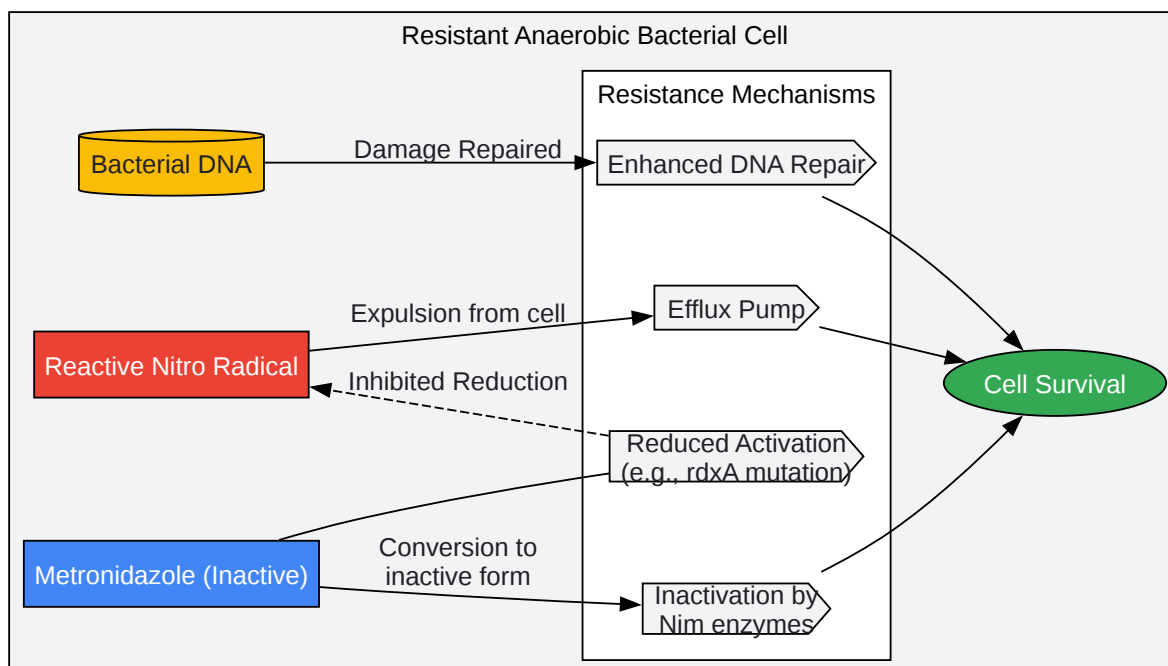 Resistant Anaerobic Bacterial Cell
Resistance Mechanisms
Bacterial DNA
Damage Repaired
Enhanced DNA Repair
Expulsion from cell
Efflux Pump
Reactive Nitro Radical
Inhibited Reduction
Cell Survival
Reduced Activation
(e.g., rdxA mutation)
Metronidazole (Inactive)
Conversion to
inactive form
Inactivation by
Nim enzymes